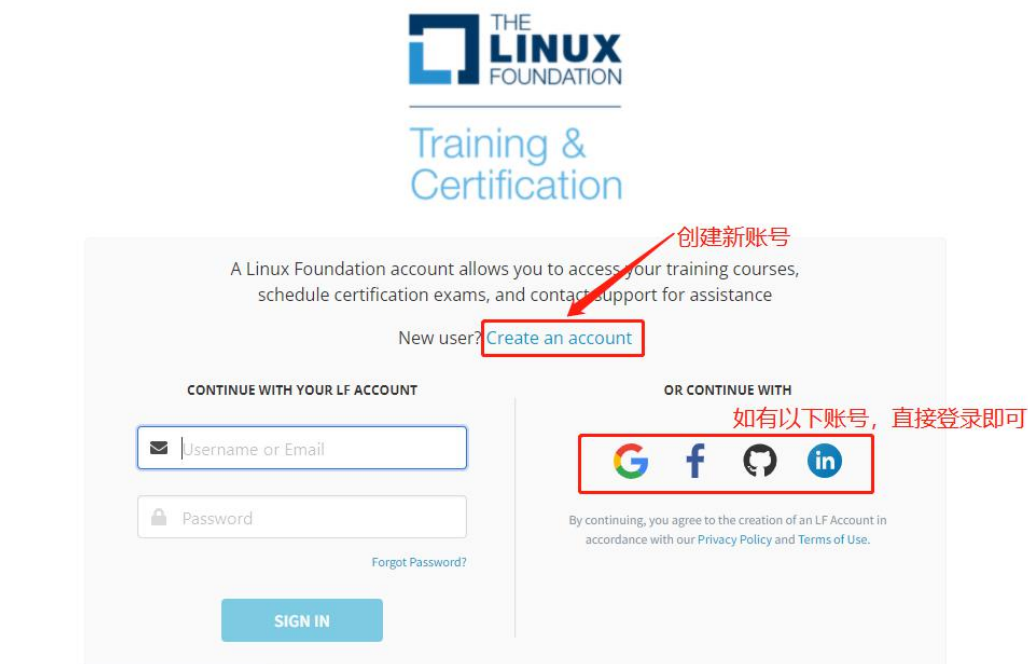 THE
LINUX
FOUNDATION
Training &
Certification
创建新账号
A Linux Foundation account allows you to access your training courses,
schedule certification exams, and contact support for assistance
New user? Create an account
CONTINUE WITH YOUR LF ACCOUNT
Username or Email
Password
Forgot Password?
SIGN IN
OR CONTINUE WITH
如有以下账号，直接登录即可
G f in
By continuing, you agree to the creation of an LF Account in
accordance with our Privacy Policy and Terms of Use.